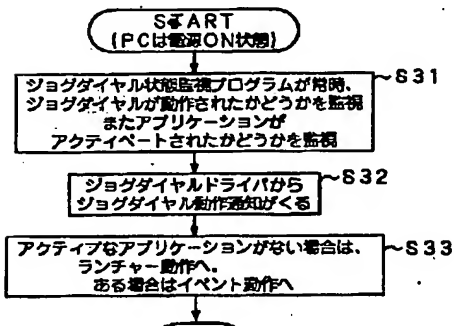 START
(PCは電源ON状態)
ジョグダイヤル状態監視プログラムが常時、
ジョグダイヤルが動作されたかどうかを監視
またアプリケーションが
アクティベートされたかどうかを監視
~S31
ジョグダイヤルドライバから
ジョグダイヤル動作通知がくる
~S32
アクティブなアプリケーションがない場合は、
ランチャー動作へ。
ある場合はイベント動作へ
~S33